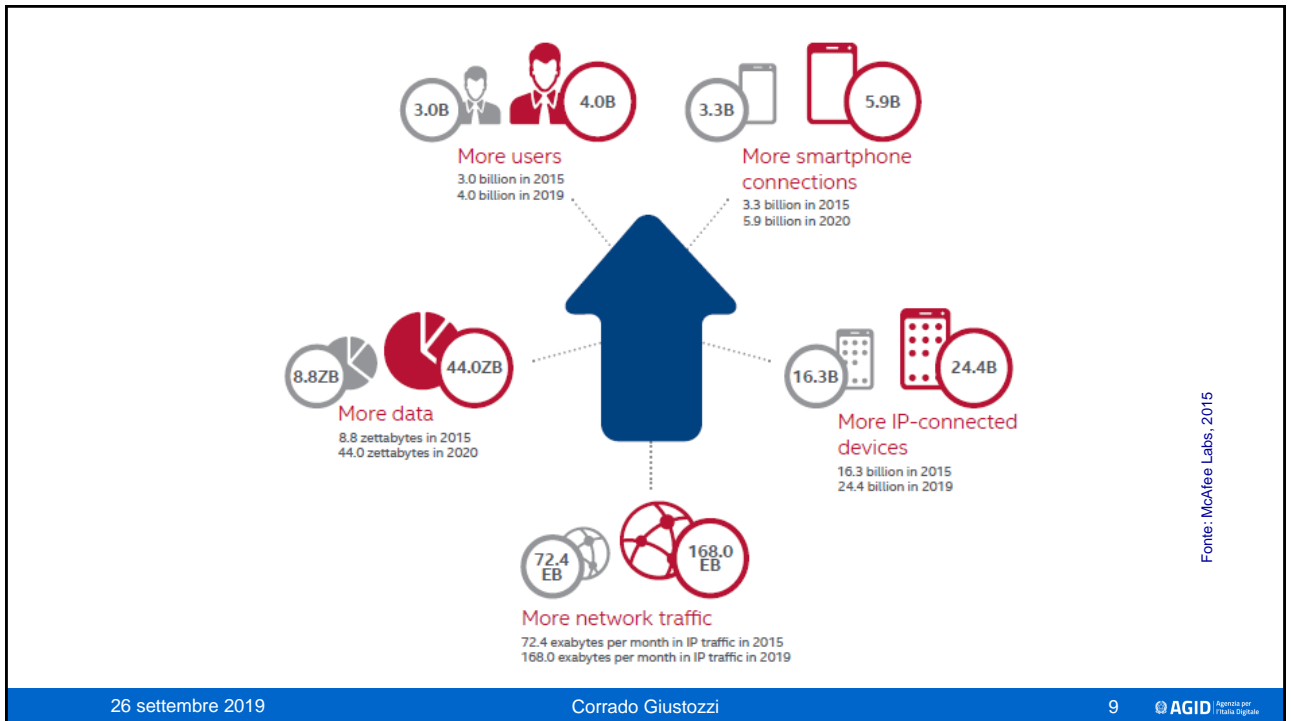 3.0B
4.0B
More users
3.0 billion in 2015
4.0 billion in 2019
3.3B
5.9B
More smartphone
connections
3.3 billion in 2015
5.9 billion in 2020
8.8ZB
44.0ZB
More data
8.8 zettabytes in 2015
44.0 zettabytes in 2020
16.3B
24.4B
More IP-connected
devices
16.3 billion in 2015
24.4 billion in 2019
72.4
EB
168.0
EB
More network traffic
72.4 exabytes per month in IP traffic in 2015
168.0 exabytes per month in IP traffic in 2019
Fonte: McAfee Labs, 2015
26 settembre 2019
Corrado Giustozzi
9
AGID
Agenzia per
l'Italia Digitale